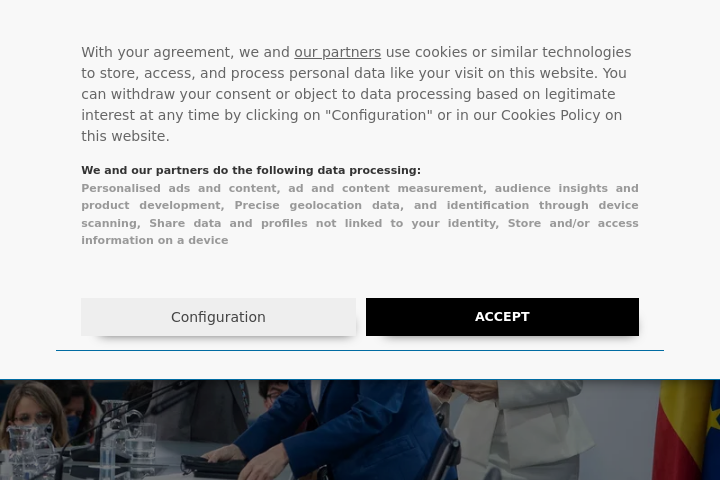 With your agreement, we and our partners use cookies or similar technologies
to store, access, and process personal data like your visit on this website. You
can withdraw your consent or object to data processing based on legitimate
interest at any time by clicking on "Configuration" or in our Cookies Policy on
this website.
We and our partners do the following data processing:
Personalised ads and content, ad and content measurement, audience insights and
product development, Precise geolocation data, and identification through device
scanning, Share data and profiles not linked to your identity, Store and/or access
information on a device
Configuration
ACCEPT